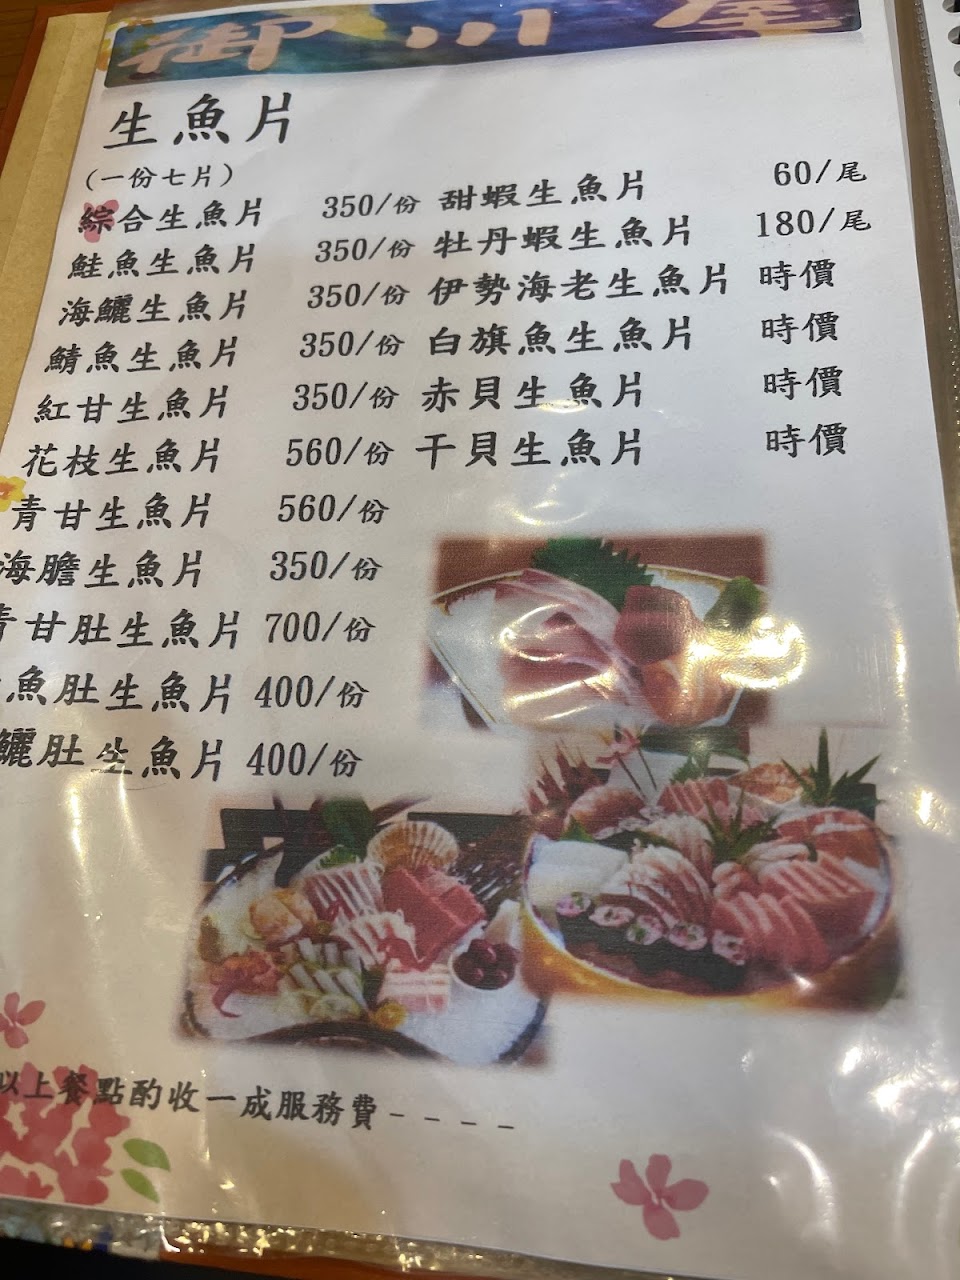 御川屋
生魚片
(一份七片)
綜合生魚片 350/份
鮭魚生魚片 350/份
海鱺生魚片 350/份
鯖魚生魚片 350/份
紅甘生魚片 350/份
花枝生魚片 560/份
青甘生魚片 560/份
海膽生魚片 350/份
青甘肚生魚片 700/份
魚肚生魚片 400/份
鱺肚生魚片 400/份
甜蝦生魚片 60/尾
牡丹蝦生魚片 180/尾
伊勢海老生魚片 時價
白旗魚生魚片 時價
赤貝生魚片 時價
干貝生魚片 時價
以上餐點酌收一成服務費----